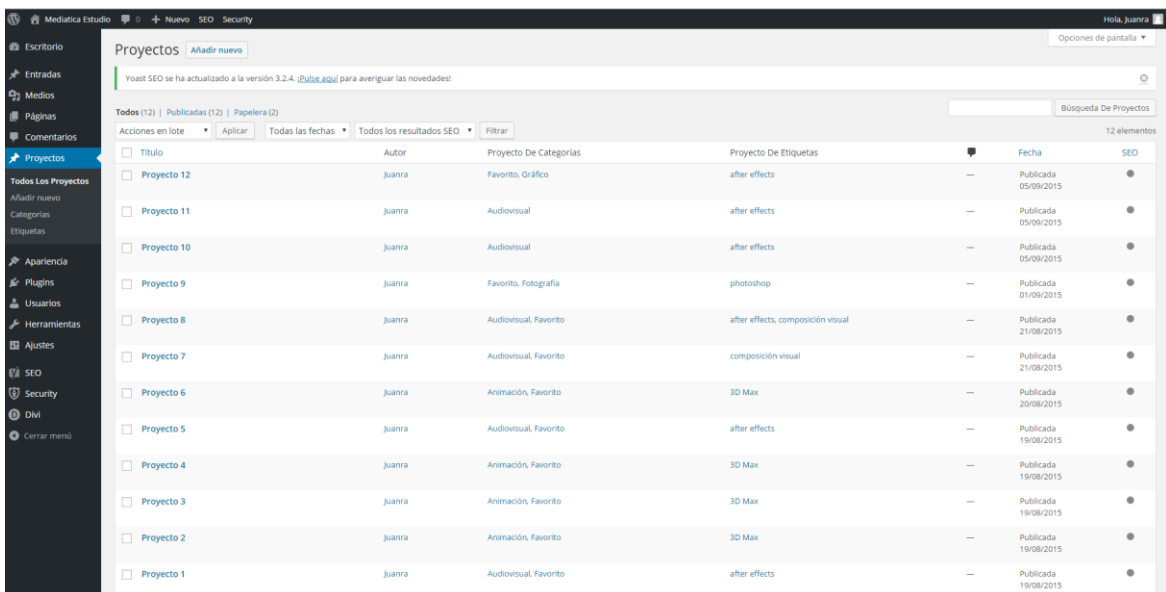 Mediatica Estudio 0 + Nuevo SEO Security Hola, Juanra
Escritorio
Entradas
Medios
Páginas
Comentarios
Proyectos
Todos Los Proyectos
Añadir nuevo
Categorías
Etiquetas
Apariencia
Plugins
Usuarios
Herramientas
Ajustes
SEO
Security
Divi
Cerrar menú
Opciones de pantalla
Proyectos Añadir nuevo
Yoast SEO se ha actualizado a la versión 3.2.4. ¡Pulse aquí para averiguar las novedades!
Todos (12) | Publicadas (12) | Papelera (2)
Búsqueda De Proyectos
Acciones en lote Aplicar Todas las fechas Todos los resultados SEO Filtrar 12 elementos
Título Autor Proyecto De Categorías Proyecto De Etiquetas Fecha SEO
Proyecto 12 Juanra Favorito, Gráfico after effects — Publicada
05/09/2015
Proyecto 11 Juanra Audiovisual after effects — Publicada
05/09/2015
Proyecto 10 Juanra Audiovisual after effects — Publicada
05/09/2015
Proyecto 9 Juanra Favorito, Fotografía photoshop — Publicada
01/09/2015
Proyecto 8 Juanra Audiovisual, Favorito after effects, composición visual — Publicada
21/08/2015
Proyecto 7 Juanra Audiovisual, Favorito composición visual — Publicada
21/08/2015
Proyecto 6 Juanra Animación, Favorito 3D Max — Publicada
20/08/2015
Proyecto 5 Juanra Audiovisual, Favorito after effects — Publicada
19/08/2015
Proyecto 4 Juanra Animación, Favorito 3D Max — Publicada
19/08/2015
Proyecto 3 Juanra Animación, Favorito 3D Max — Publicada
19/08/2015
Proyecto 2 Juanra Animación, Favorito 3D Max — Publicada
19/08/2015
Proyecto 1 Juanra Audiovisual, Favorito after effects — Publicada
19/08/2015